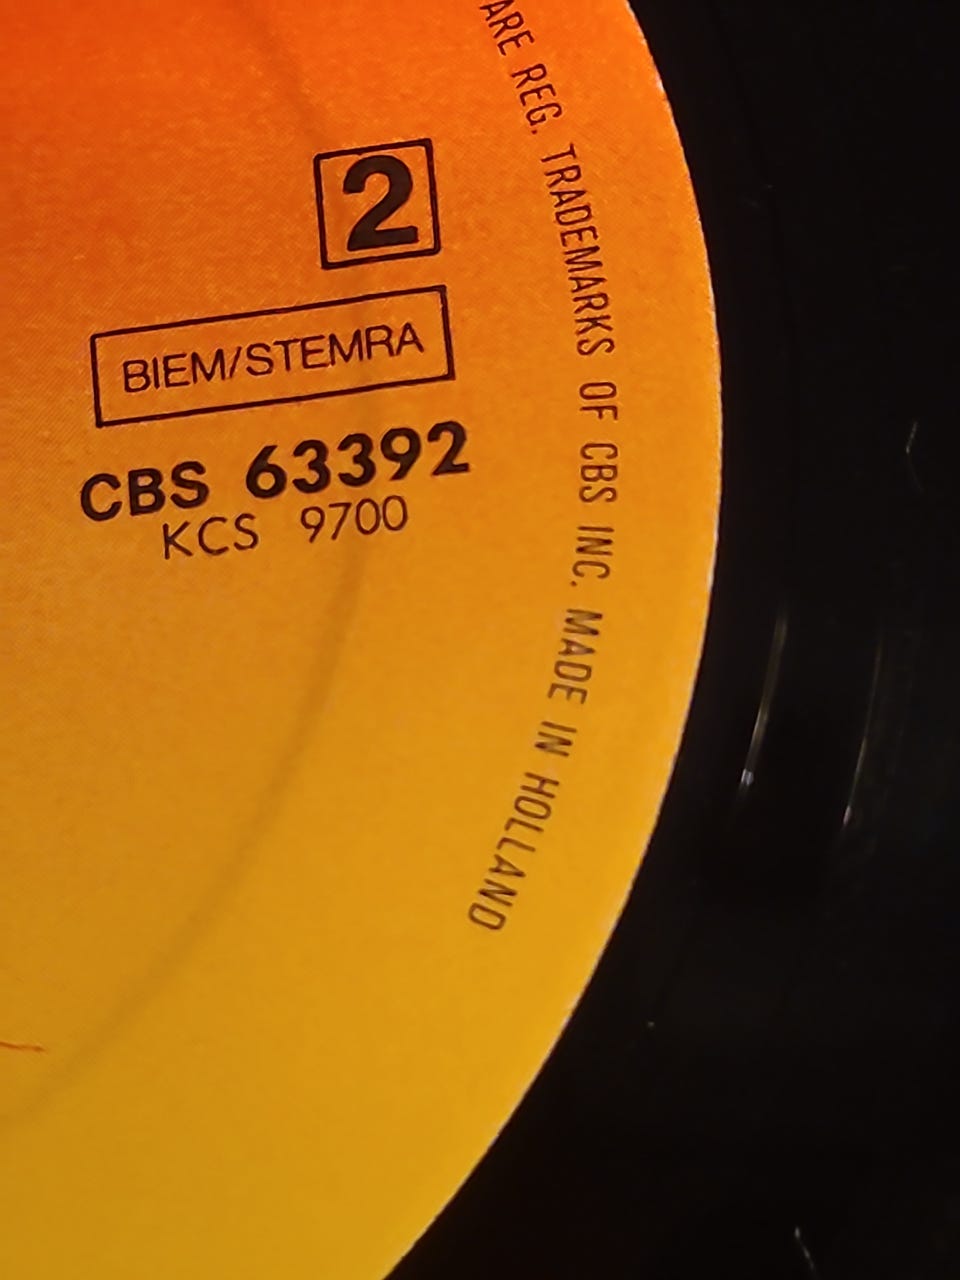 2
BIEM/STEMRA
CBS 63392
KCS 9700
ARE REG. TRADEMARKS OF CBS INC. MADE IN HOLLAND